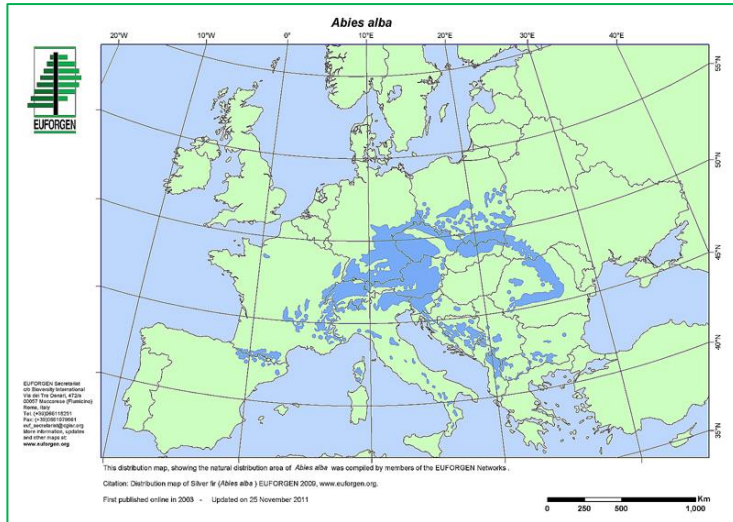 Abies alba
20°W 10°W 0° 10°E 20°E 30°E 40°E
EUFORGEN
55°N
50°N
45°N
40°N
35°N
EUFORGEN Secretariat
c/o Bioversity International
Via dei Tre Denari, 472/a
00057 Maccarese (Fiumicino)
Rome, Italy
More information, updates
and other maps at:
www.euforgen.org
This distribution map, showing the natural distribution area of Abies alba was compiled by members of the EUFORGEN Networks .
Citation: Distribution map of Silver fir (Abies alba ) EUFORGEN 2009, www.euforgen.org.
First published online in 2003 - Updated on 25 November 2011
Km
0 250 500 1,000